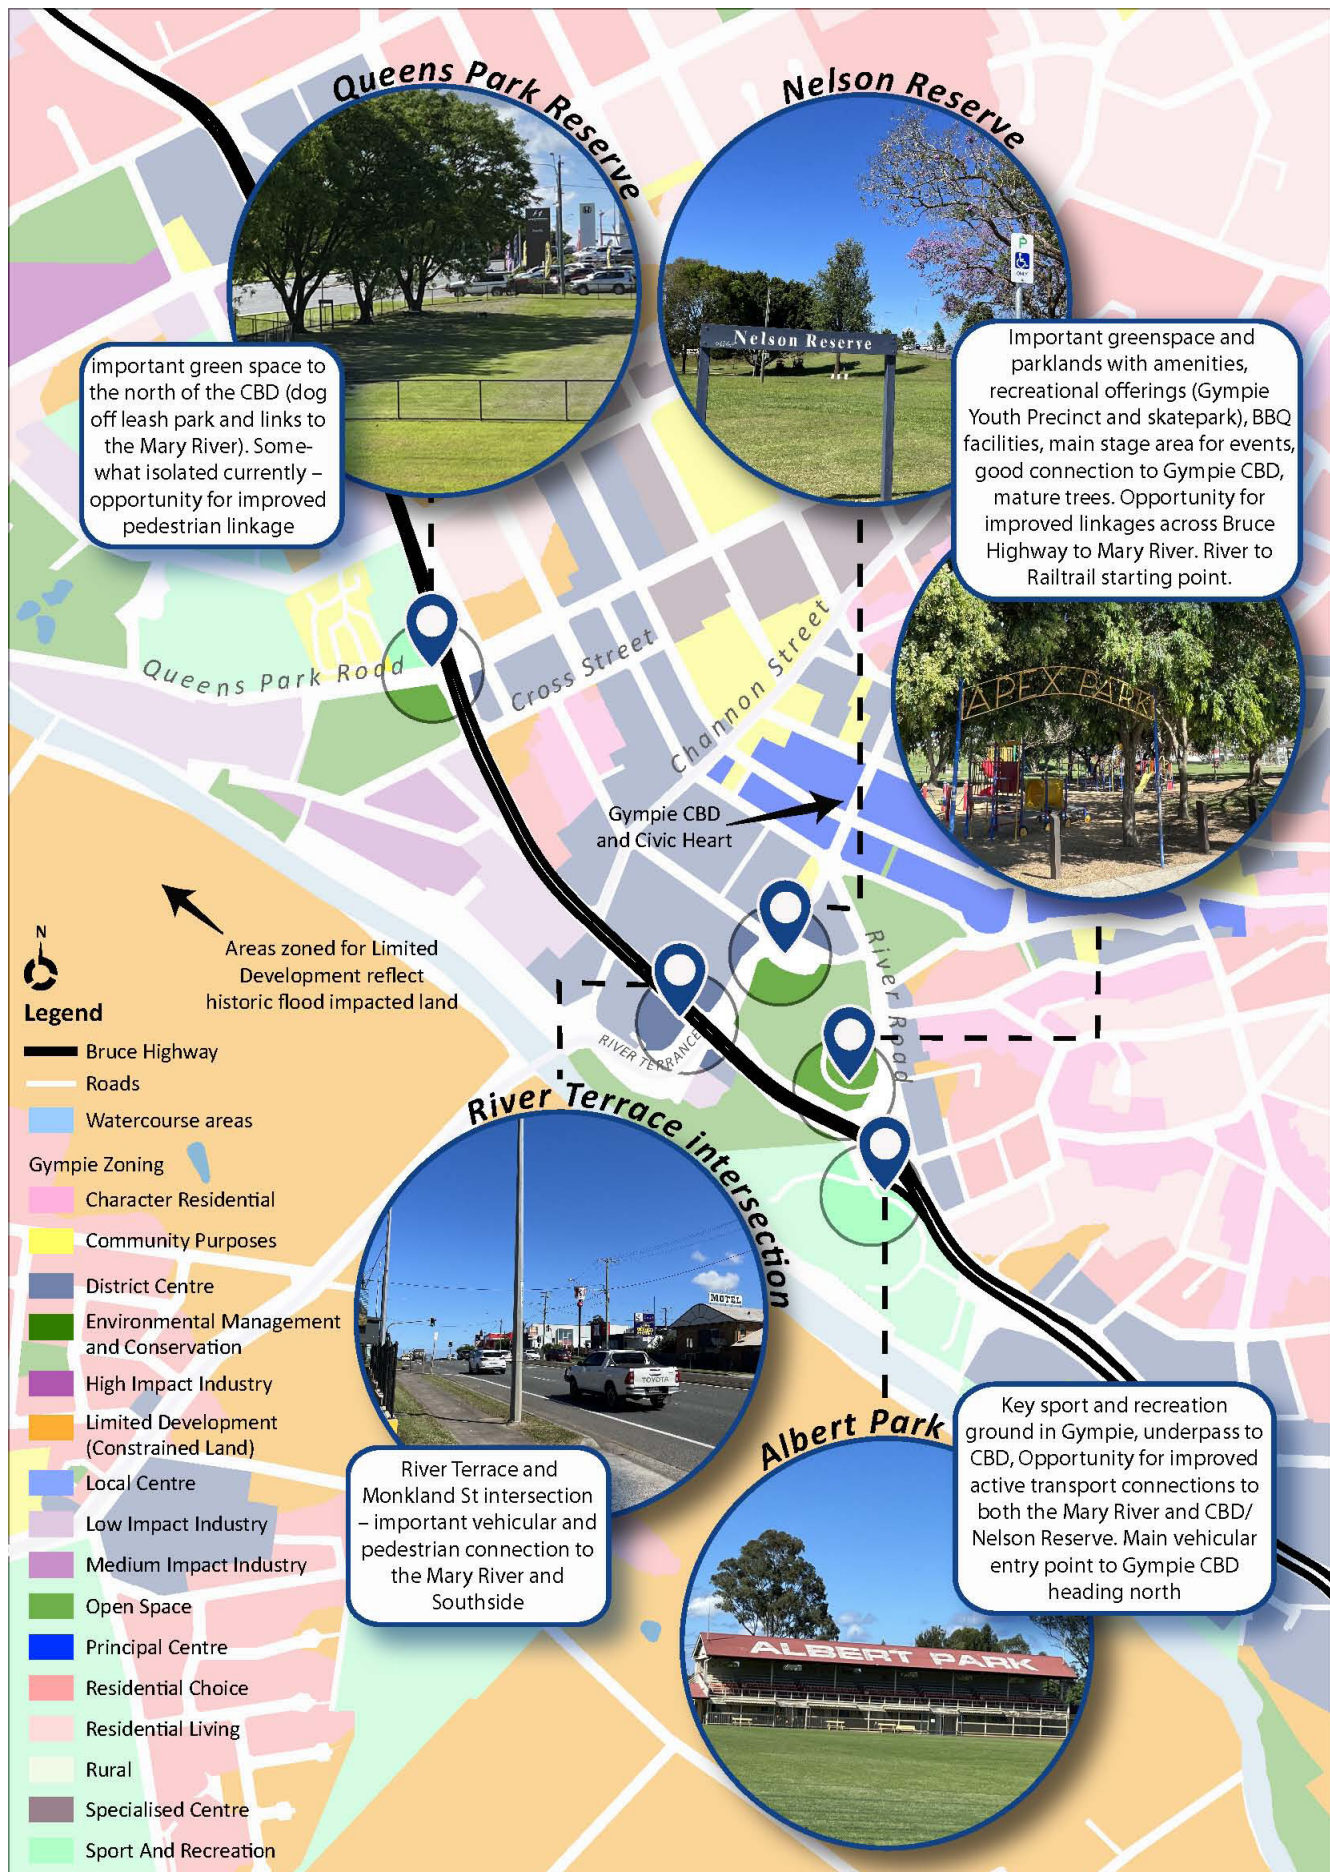 Queens Park Reserve
Nelson Reserve
Nelson Reserve
P
ONLY
important green space to
the north of the CBD (dog
off leash park and links to
the Mary River). Some-
what isolated currently –
opportunity for improved
pedestrian linkage
Important greenspace and
parklands with amenities,
recreational offerings (Gympie
Youth Precinct and skatepark), BBQ
facilities, main stage area for events,
good connection to Gympie CBD,
mature trees. Opportunity for
improved linkages across Bruce
Highway to Mary River. River to
Railtrail starting point.
APEX PARK
Queens Park Road
Cross Street
Channon Street
Gympie CBD
and Civic Heart
River Road
RIVER TERRANCE
Areas zoned for Limited
Development reflect
historic flood impacted land
N
Legend
Bruce Highway
Roads
Watercourse areas
Gympie Zoning
Character Residential
Community Purposes
District Centre
Environmental Management
and Conservation
High Impact Industry
Limited Development
(Constrained Land)
Local Centre
Low Impact Industry
Medium Impact Industry
Open Space
Principal Centre
Residential Choice
Residential Living
Rural
Specialised Centre
Sport And Recreation
River Terrace intersection
MOTEL
TOYOTA
River Terrace and
Monkland St intersection
– important vehicular and
pedestrian connection to
the Mary River and
Southside
Albert Park
ALBERT PARK
Key sport and recreation
ground in Gympie, underpass to
CBD, Opportunity for improved
active transport connections to
both the Mary River and CBD/
Nelson Reserve. Main vehicular
entry point to Gympie CBD
heading north